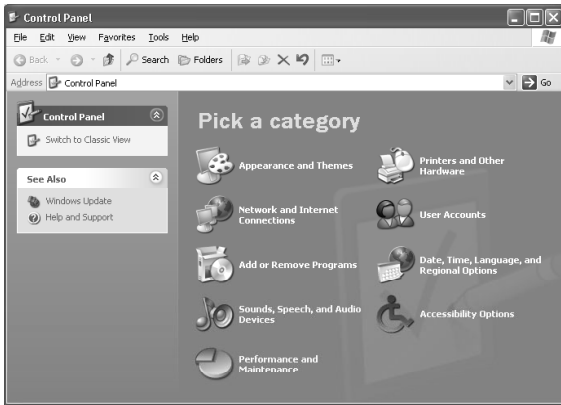 Control Panel
File Edit View Favorites Tools Help
Back Search Folders
Address Control Panel Go
Control Panel
Switch to Classic View
See Also
Windows Update
Help and Support
Pick a category
Appearance and Themes
Printers and Other
Hardware
Network and Internet
Connections
User Accounts
Add or Remove Programs
Date, Time, Language, and
Regional Options
Sounds, Speech, and Audio
Devices
Accessibility Options
Performance and
Maintenance